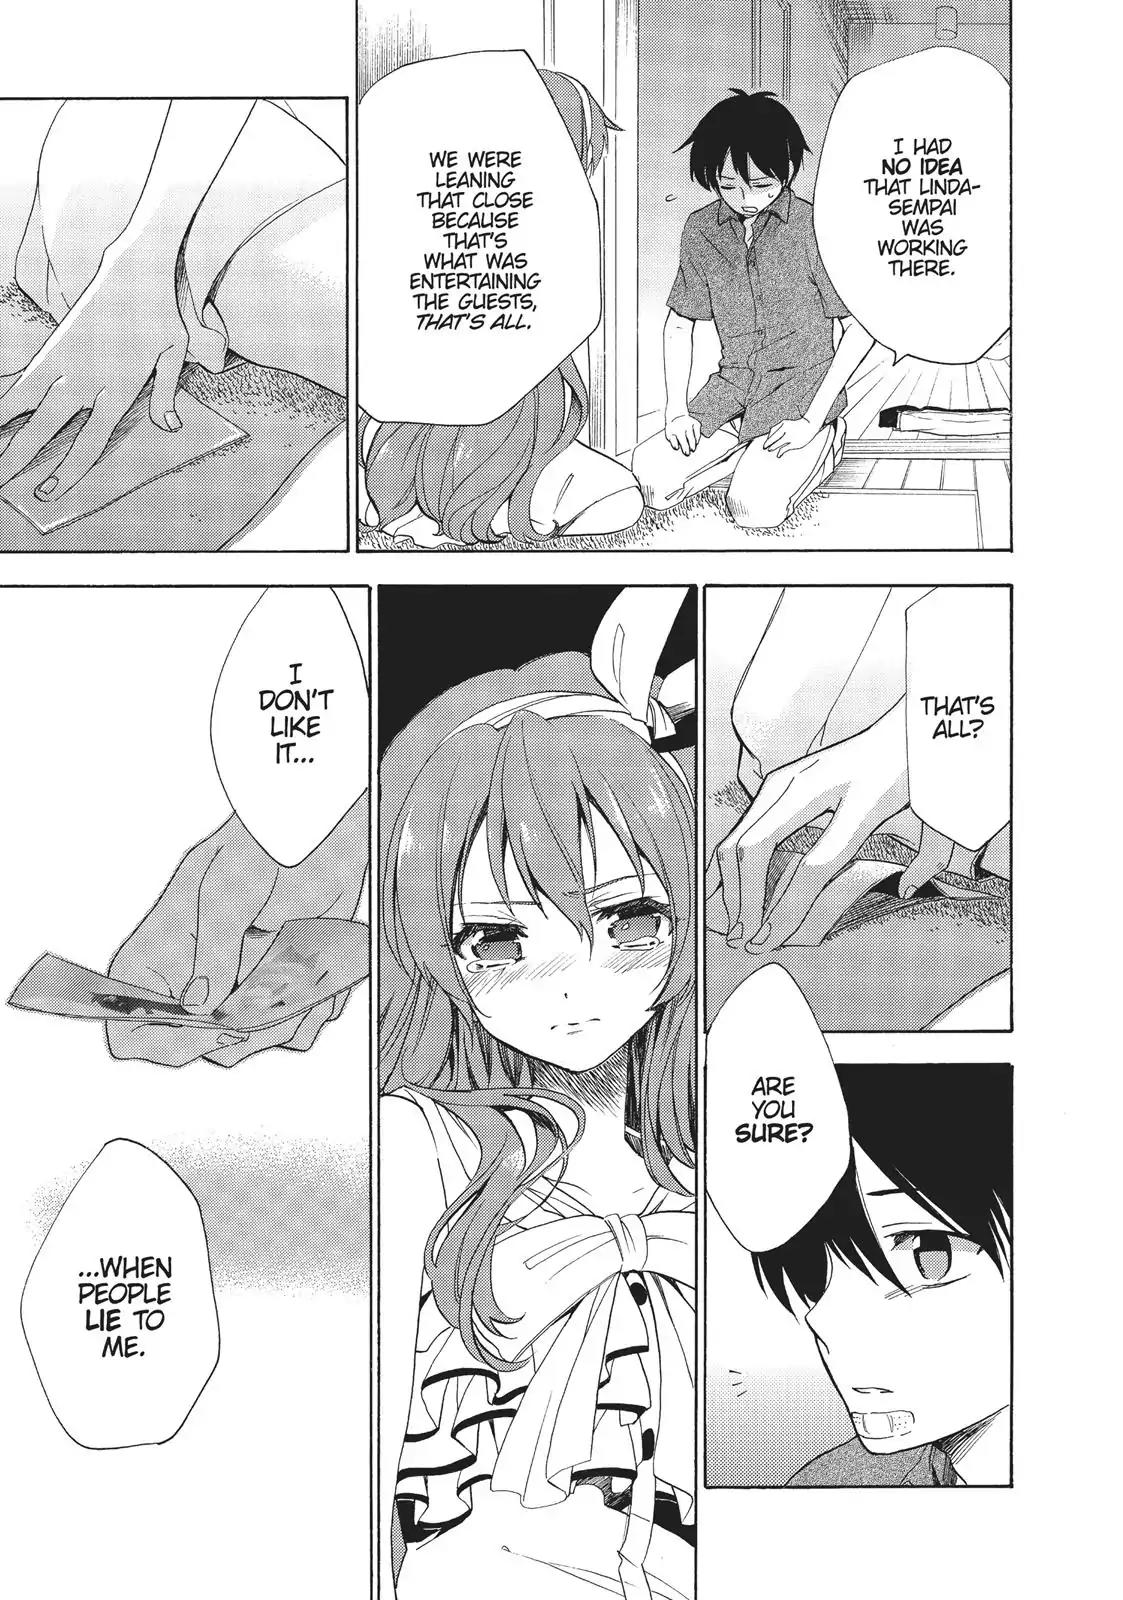 I HAD
NO IDEA
THAT LINDA-
SEMPAI
WAS
WORKING
THERE.
WE WERE
LEANING
THAT CLOSE
BECAUSE
THAT'S
WHAT WAS
ENTERTAINING
THE GUESTS,
THAT'S ALL.
THAT'S
ALL?
ARE
YOU
SURE?
I
DON'T
LIKE
IT...
...WHEN
PEOPLE
LIE TO
ME.